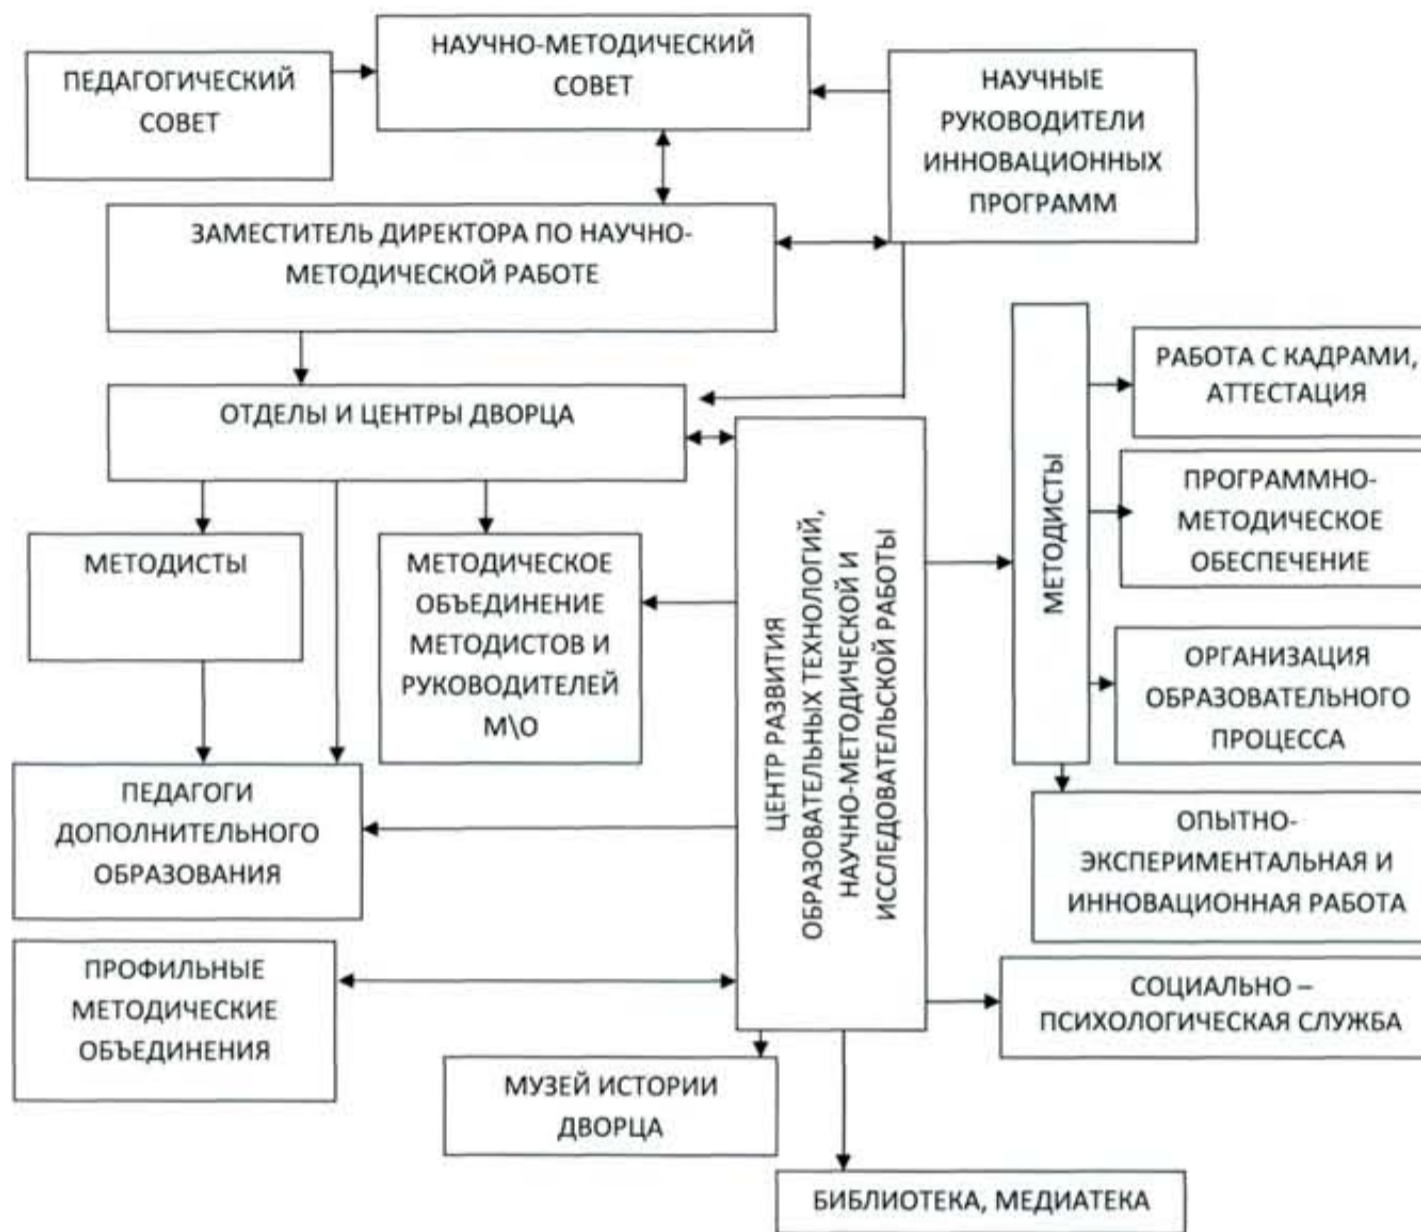 НАУЧНО-МЕТОДИЧЕСКИЙ
СОВЕТ
ПЕДАГОГИЧЕСКИЙ
СОВЕТ
НАУЧНЫЕ
РУКОВОДИТЕЛИ
ИННОВАЦИОННЫХ
ПРОГРАММ
ЗАМЕСТИТЕЛЬ ДИРЕКТОРА ПО НАУЧНО-
МЕТОДИЧЕСКОЙ РАБОТЕ
ОТДЕЛЫ И ЦЕНТРЫ ДВОРЦА
МЕТОДИСТЫ
МЕТОДИЧЕСКОЕ
ОБЪЕДИНЕНИЕ
МЕТОДИСТОВ И
РУКОВОДИТЕЛЕЙ
М\О
ПЕДАГОГИ
ДОПОЛНИТЕЛЬНОГО
ОБРАЗОВАНИЯ
ПРОФИЛЬНЫЕ
МЕТОДИЧЕСКИЕ
ОБЪЕДИНЕНИЯ
ЦЕНТР РАЗВИТИЯ
ОБРАЗОВАТЕЛЬНЫХ ТЕХНОЛОГИЙ,
НАУЧНО-МЕТОДИЧЕСКОЙ И
ИССЛЕДОВАТЕЛЬСКОЙ РАБОТЫ
МЕТОДИСТЫ
РАБОТА С КАДРАМИ,
АТТЕСТАЦИЯ
ПРОГРАММНО-
МЕТОДИЧЕСКОЕ
ОБЕСПЕЧЕНИЕ
ОРГАНИЗАЦИЯ
ОБРАЗОВАТЕЛЬНОГО
ПРОЦЕССА
ОПЫТНО-
ЭКСПЕРИМЕНТАЛЬНАЯ И
ИННОВАЦИОННАЯ РАБОТА
СОЦИАЛЬНО –
ПСИХОЛОГИЧЕСКАЯ СЛУЖБА
МУЗЕЙ ИСТОРИИ
ДВОРЦА
БИБЛИОТЕКА, МЕДИАТЕКА